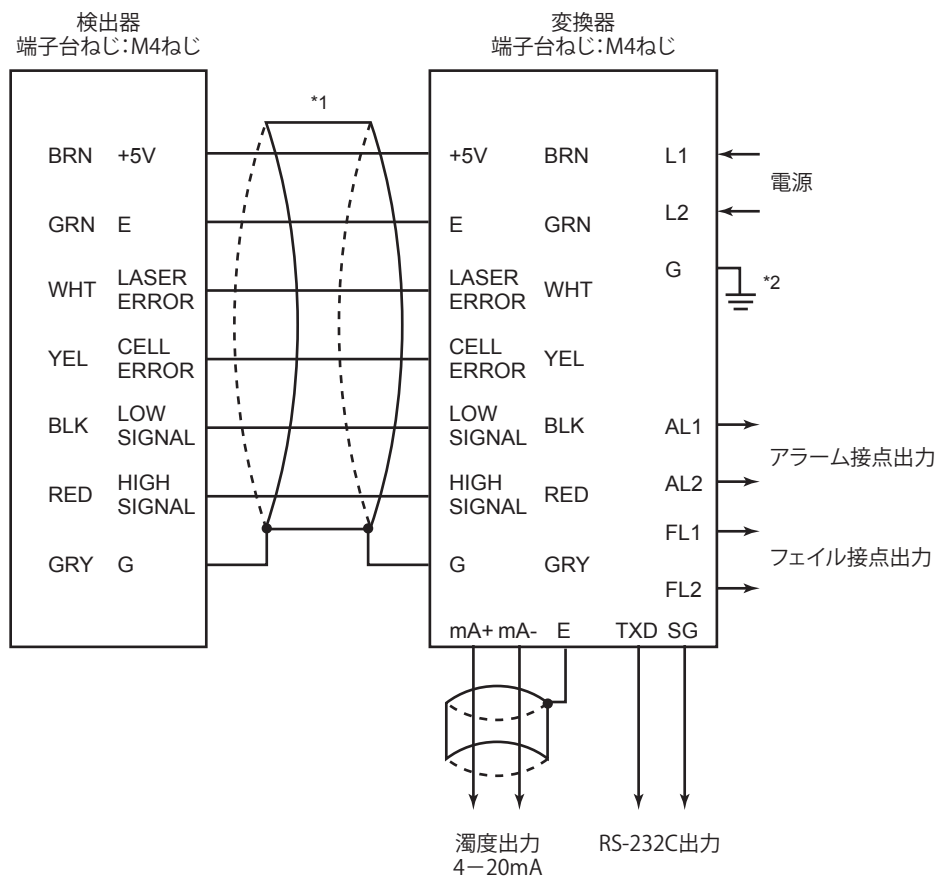 検出器
端子台ねじ:M4ねじ
変換器
端子台ねじ:M4ねじ
*1
BRN +5V
GRN E
WHT LASER
ERROR
YEL CELL
ERROR
BLK LOW
SIGNAL
RED HIGH
SIGNAL
GRY G
+5V BRN
E GRN
LASER
ERROR WHT
CELL
ERROR YEL
LOW
SIGNAL BLK
HIGH
SIGNAL RED
G GRY
L1
L2
電源
G
*2
AL1
AL2
アラーム接点出力
FL1
FL2
フェイル接点出力
mA+ mA- E TXD SG
濁度出力
4－20mA
RS-232C出力